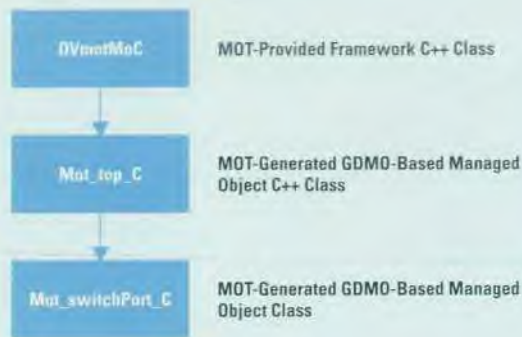 DVmotMoC
MOT-Provided Framework C++ Class
Mot_top_C
MOT-Generated GDMO-Based Managed
Object C++ Class
Mot_switchPort_C
MOT-Generated GDMO-Based Managed
Object Class